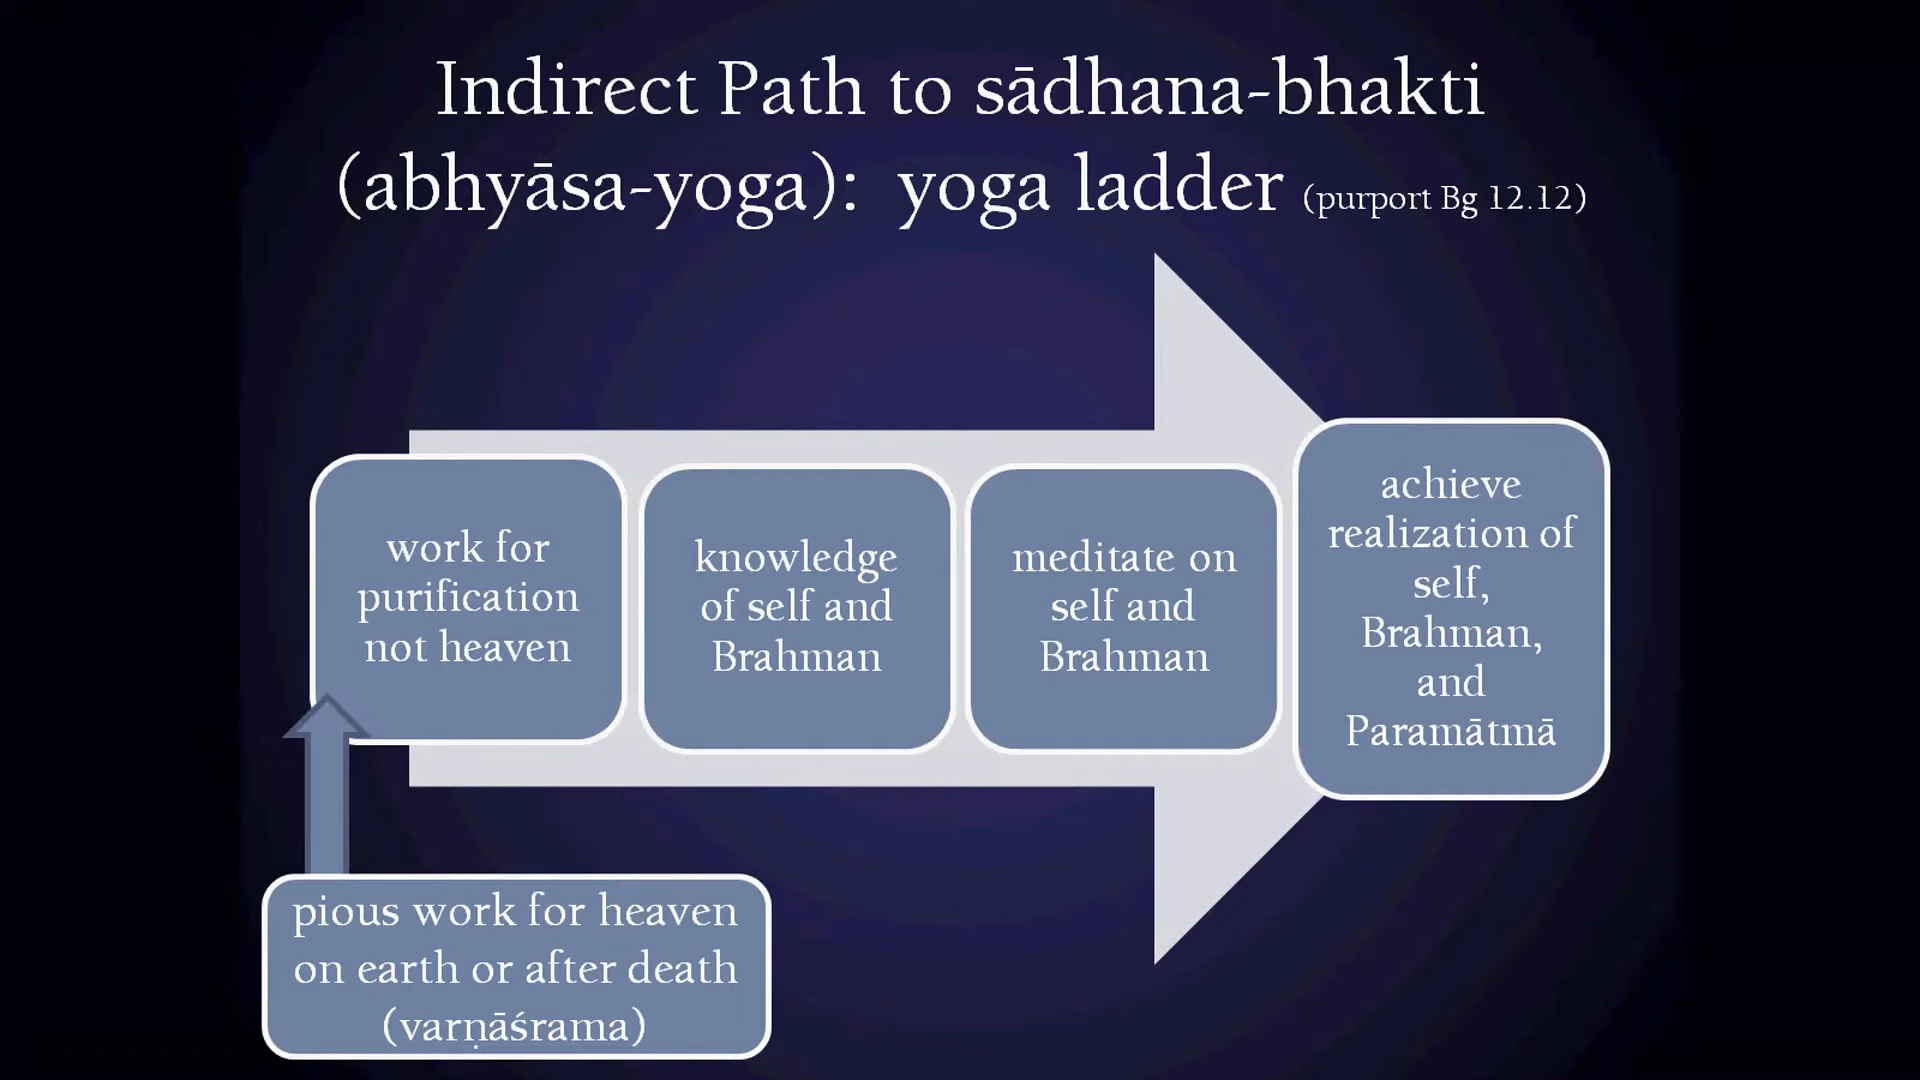 Indirect Path to sādhana-bhakti
(abhyāsa-yoga): yoga ladder (purport Bg 12.12)
work for
purification
not heaven
knowledge
of self and
Brahman
meditate on
self and
Brahman
achieve
realization of
self,
Brahman,
and
Paramātmā
pious work for heaven
on earth or after death
(varṇāśrama)